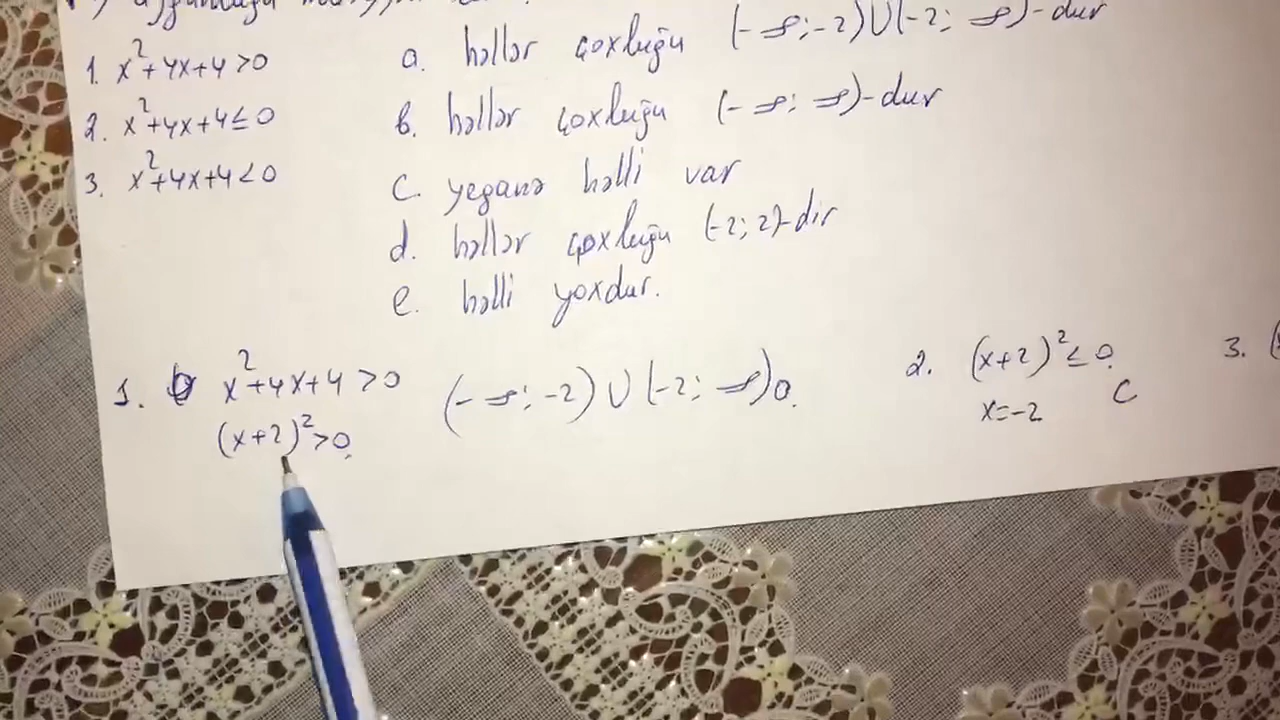 uyğunluğu
1. x²+4x+4>0
2. x²+4x+4≤0
3. x²+4x+4<0
a. həllər çoxluğu (-∞;-2)∪(-2; ∞)-dur
b. həllər çoxluğu (-∞; ∞)-dur
c. yeganə həlli var
d. həllər çoxluğu (-2; 2)-dir
e. həlli yoxdur.
1. x²+4x+4>0 (-∞;-2)∪(-2; ∞) a.
(x+2)²>0
2. (x+2)²≤0
x=-2 C
3. (